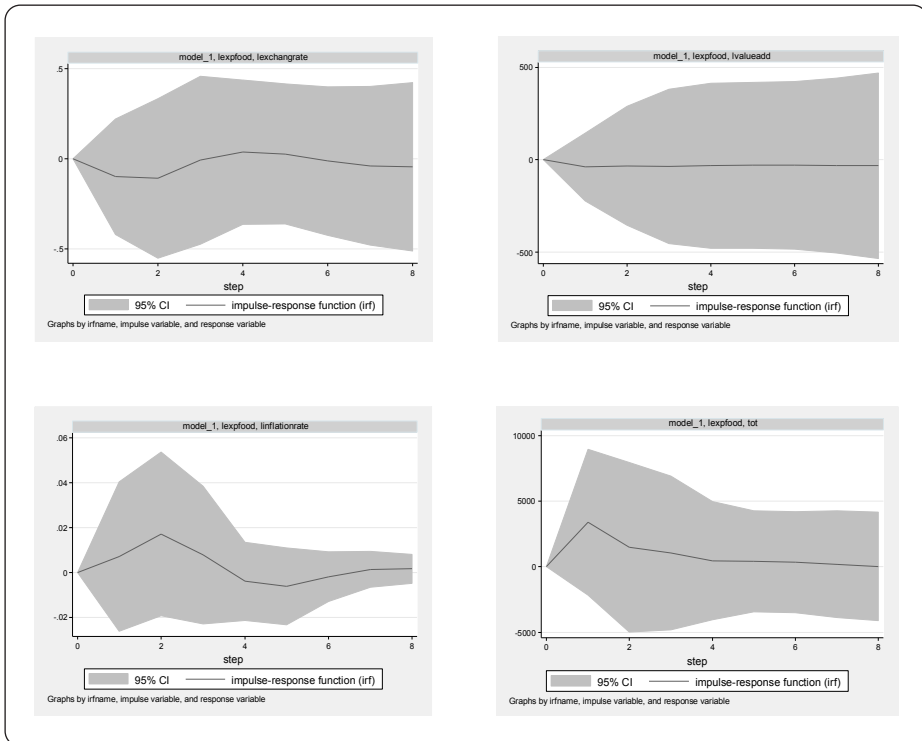 model_1, lexpfood, lexchangrate
.5
0
-.5
0 2 4 6 8
step
95% CI impulse-response function (irf)
Graphs by irfname, impulse variable, and response variable
model_1, lexpfood, lvalueadd
500
0
-500
0 2 4 6 8
step
95% CI impulse-response function (irf)
Graphs by irfname, impulse variable, and response variable
model_1, lexpfood, linflationrate
.06
.04
.02
0
-.02
0 2 4 6 8
step
95% CI impulse-response function (irf)
Graphs by irfname, impulse variable, and response variable
model_1, lexpfood, tot
10000
5000
0
-5000
0 2 4 6 8
step
95% CI impulse-response function (irf)
Graphs by irfname, impulse variable, and response variable